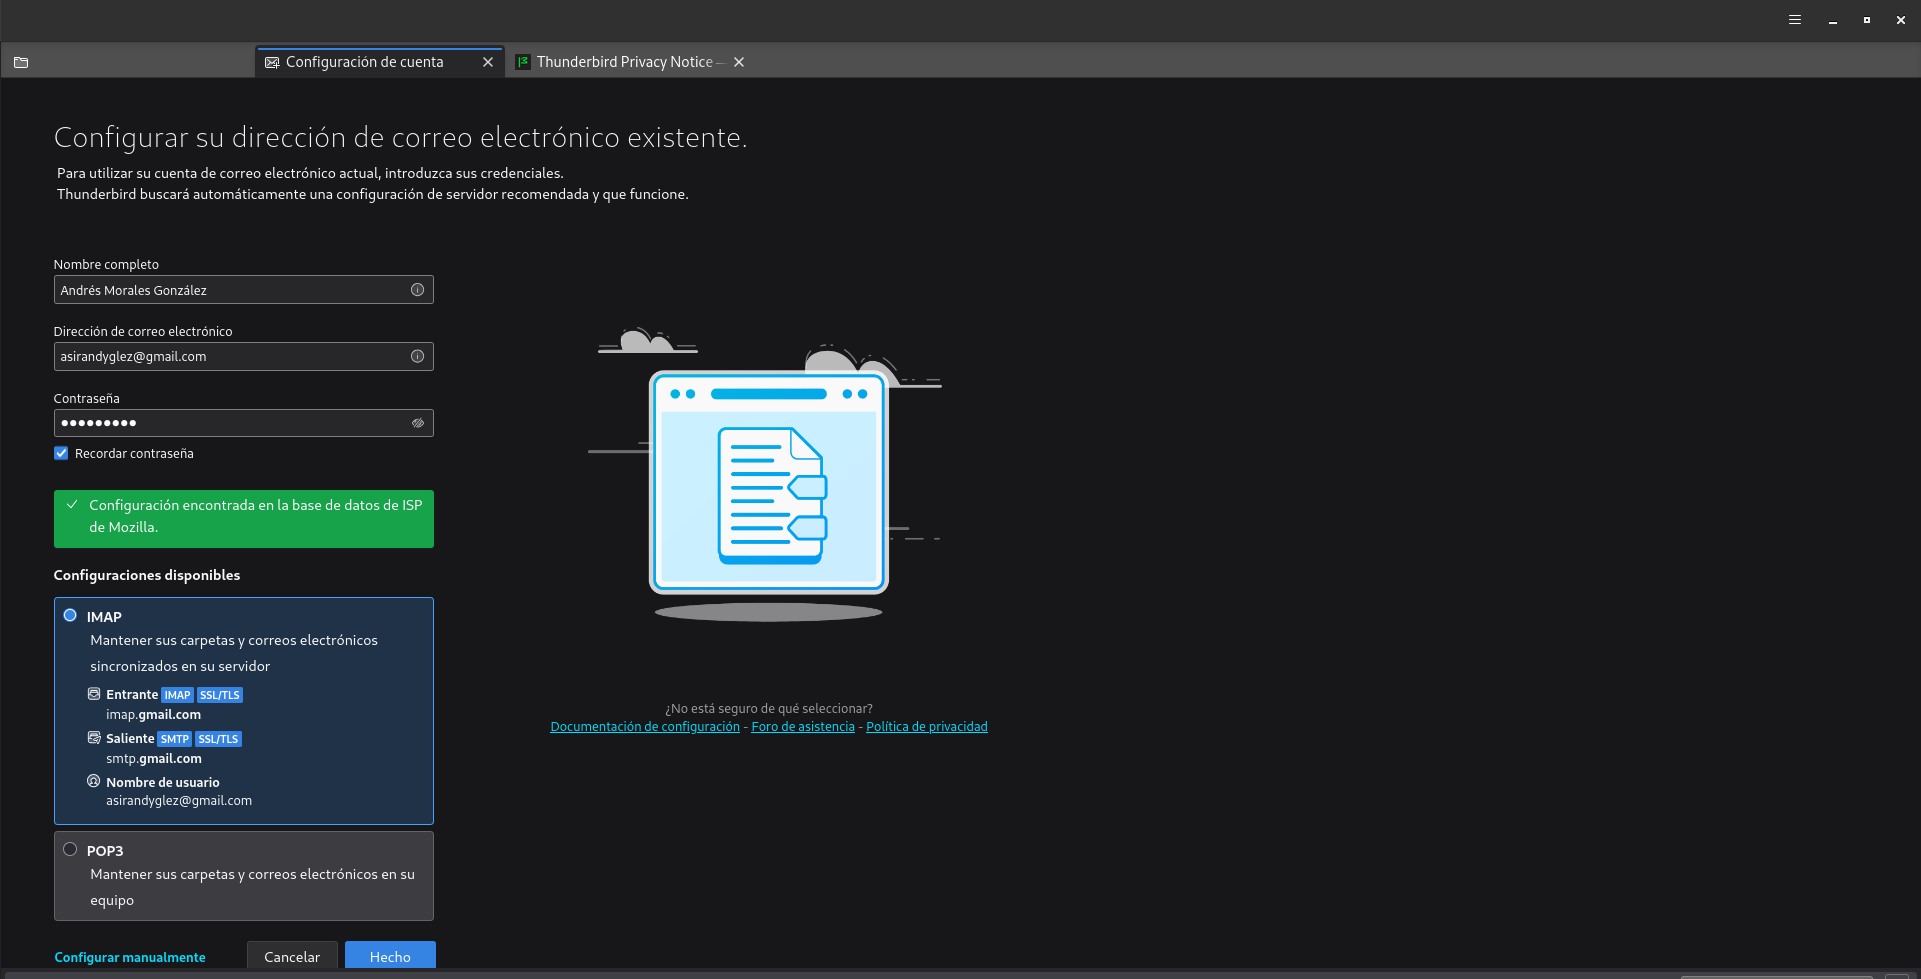 Configuración de cuenta
Thunderbird Privacy Notice —
Configurar su dirección de correo electrónico existente.
Para utilizar su cuenta de correo electrónico actual, introduzca sus credenciales.
Thunderbird buscará automáticamente una configuración de servidor recomendada y que funcione.
Nombre completo
Andrés Morales González
Dirección de correo electrónico
asirandyglez@gmail.com
Contraseña
●●●●●●●●●
Recordar contraseña
Configuración encontrada en la base de datos de ISP
de Mozilla.
Configuraciones disponibles
IMAP
Mantener sus carpetas y correos electrónicos
sincronizados en su servidor
Entrante IMAP SSL/TLS
imap.gmail.com
Saliente SMTP SSL/TLS
smtp.gmail.com
Nombre de usuario
asirandyglez@gmail.com
POP3
Mantener sus carpetas y correos electrónicos en su
equipo
Configurar manualmente
Cancelar
Hecho
¿No está seguro de qué seleccionar?
Documentación de configuración - Foro de asistencia - Política de privacidad